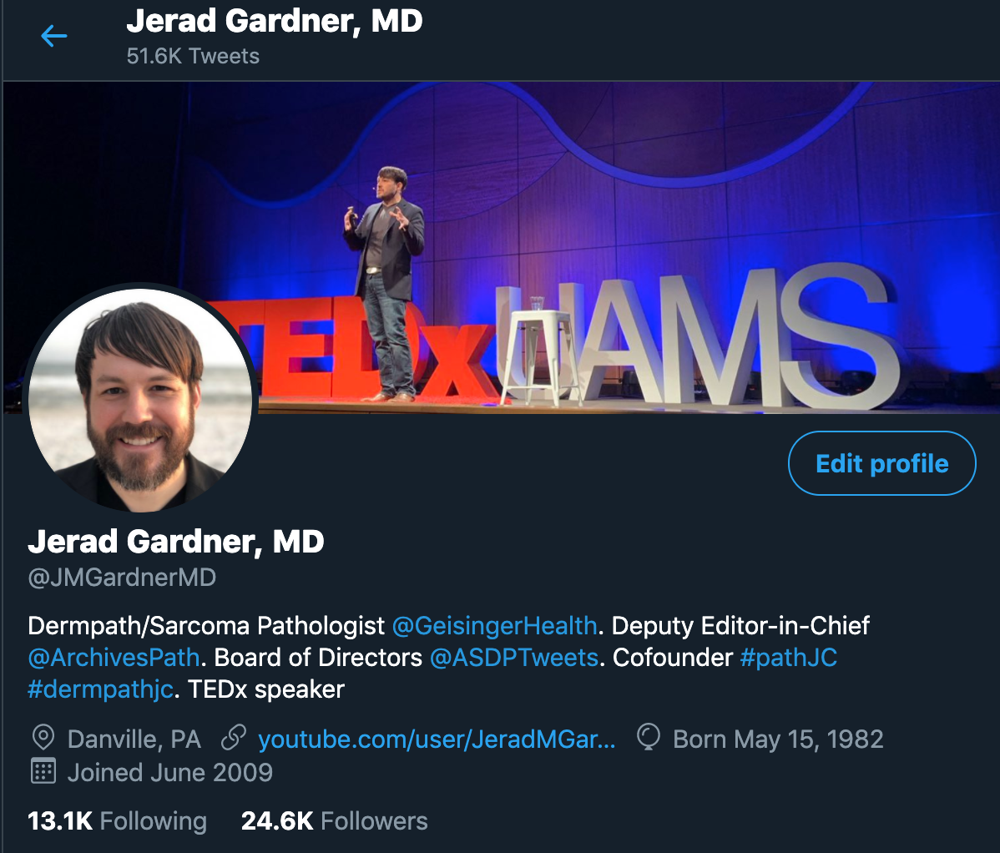 Jerad Gardner, MD
51.6K Tweets
TEDxUAMS
Edit profile
Jerad Gardner, MD
@JMGardnerMD
Dermpath/Sarcoma Pathologist @GeisingerHealth. Deputy Editor-in-Chief
@ArchivesPath. Board of Directors @ASDPTweets. Cofounder #pathJC
#dermpathjc. TEDx speaker
Danville, PA youtube.com/user/JeradMGar... Born May 15, 1982
Joined June 2009
13.1K Following 24.6K Followers